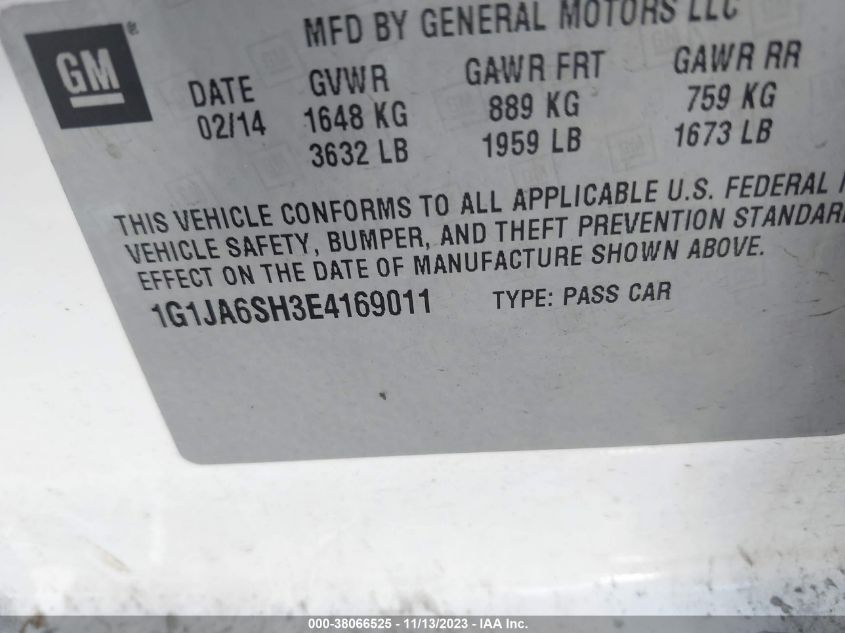 MFD BY GENERAL MOTORS LLC
GM ®
DATE GVWR GAWR FRT GAWR RR
02/14 1648 KG 889 KG 759 KG
3632 LB 1959 LB 1673 LB
THIS VEHICLE CONFORMS TO ALL APPLICABLE U.S. FEDERAL
VEHICLE SAFETY, BUMPER, AND THEFT PREVENTION STANDAR
EFFECT ON THE DATE OF MANUFACTURE SHOWN ABOVE.
1G1JA6SH3E4169011 TYPE: PASS CAR
000-38066525 - 11/13/2023 - IAA Inc.